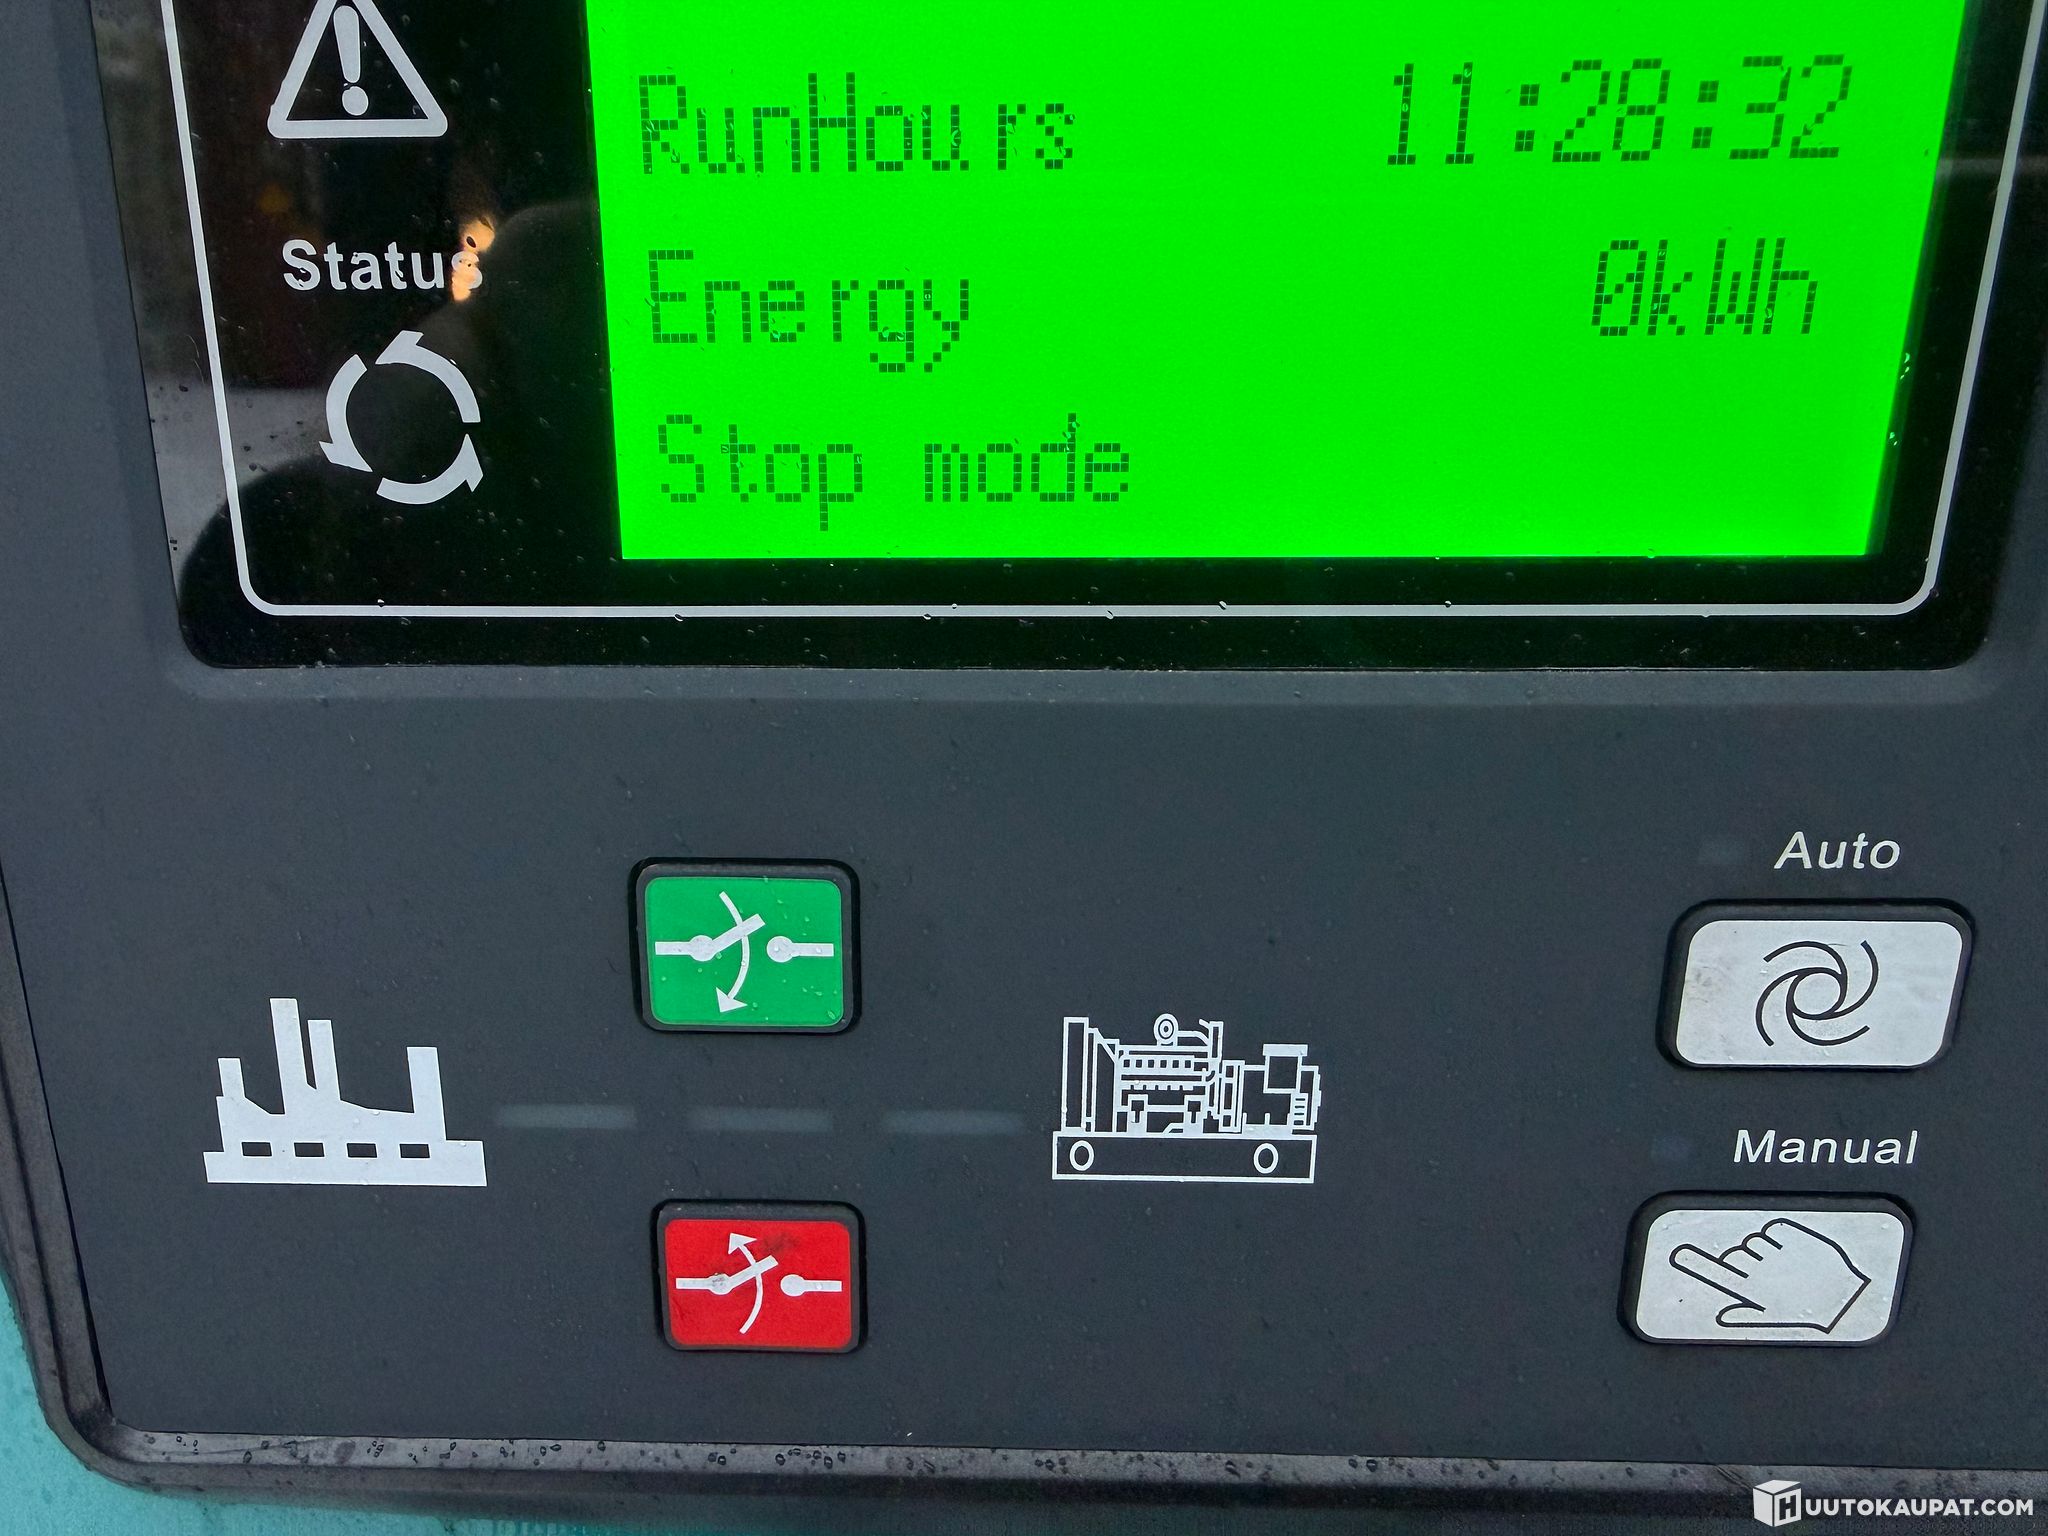 RunHours 11:28:32
Status
Energy 0kWh
Stop mode
Auto
Manual
HUUTOKAUPAT.COM